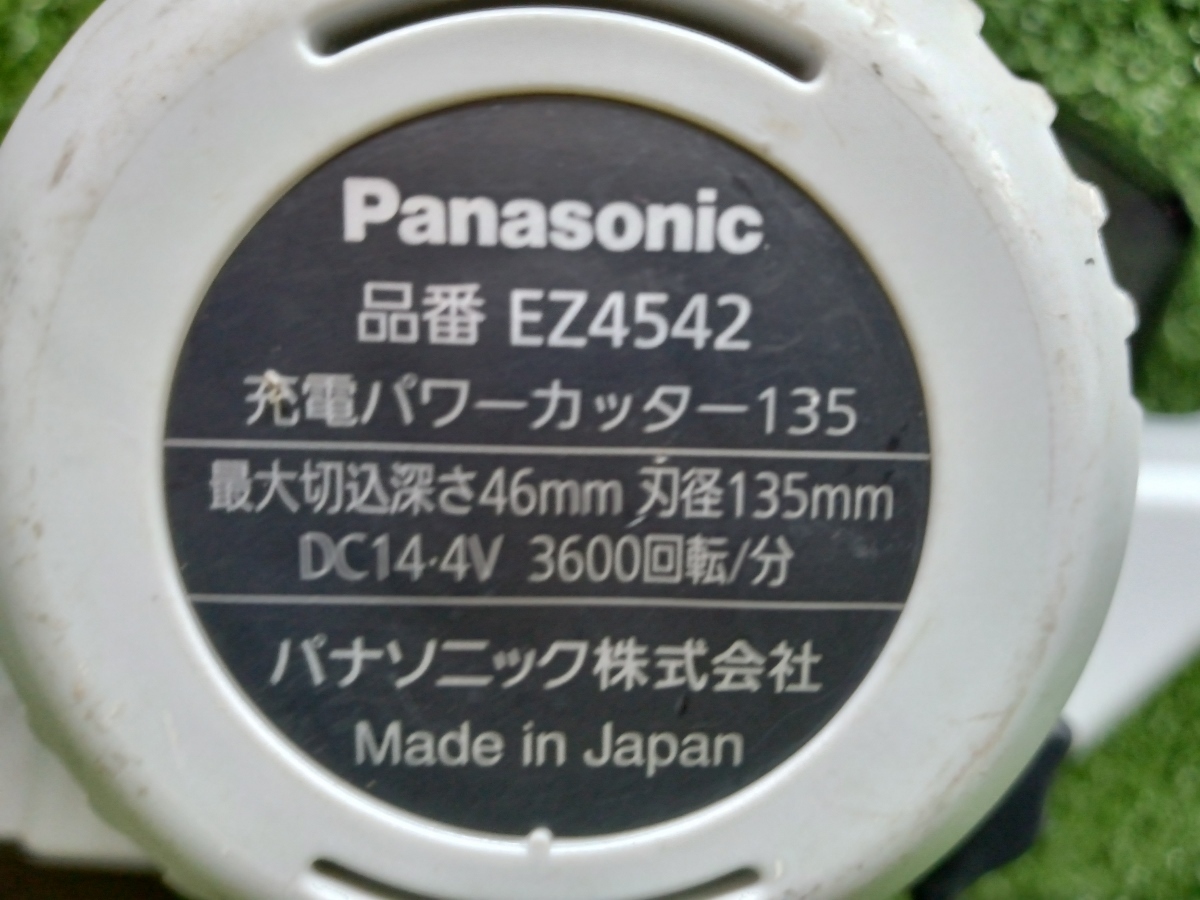 Panasonic
品番 EZ4542
充電パワーカッター135
最大切込深さ46mm 刃径135mm
DC14・4V 3600回転/分
パナソニック株式会社
Made in Japan